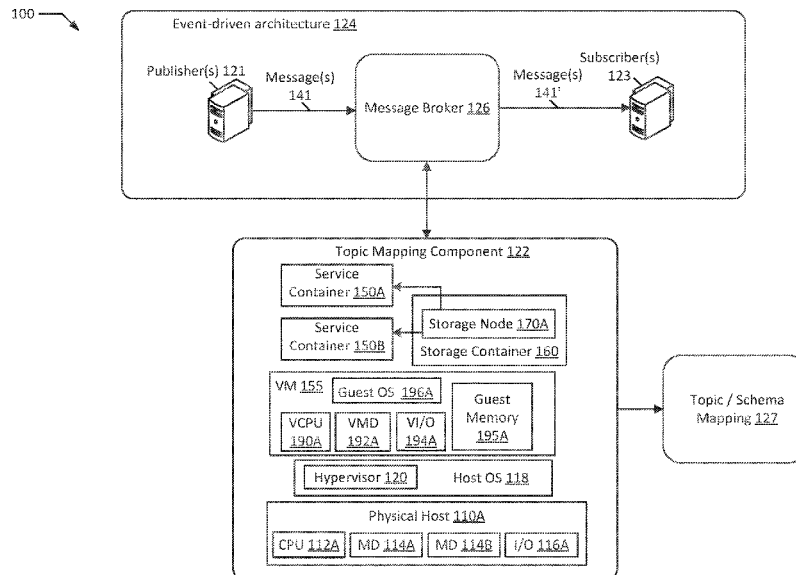 100
Event-driven architecture 124
Publisher(s) 121
Message(s)
141
Message Broker 126
Message(s)
141'
Subscriber(s)
123
Topic Mapping Component 122
Service
Container 150A
Service
Container 150B
Storage Node 170A
Storage Container 160
VM 155
Guest OS 196A
VCPU
190A
VMD
192A
VI/O
194A
Guest
Memory
195A
Hypervisor 120
Host OS 118
Physical Host 110A
CPU 112A
MD 114A
MD 114B
I/O 116A
Topic / Schema
Mapping 127